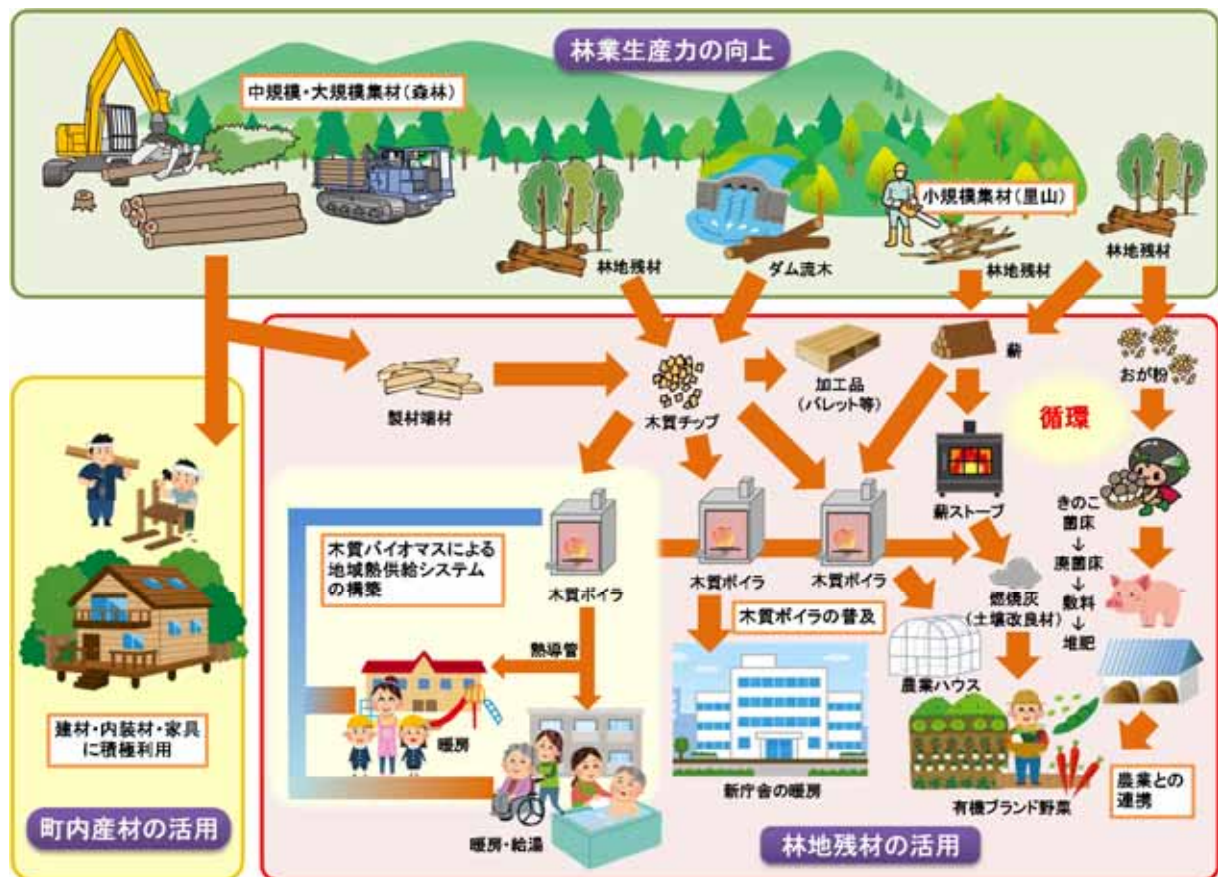 林業生産力の向上
中規模・大規模集材(森林)
小規模集材(里山)
林地残材
ダム流木
林地残材
林地残材
製材端材
木質チップ
加工品
(パレット等)
薪
おが粉
循環
薪ストーブ
きのこ
菌床
↓
廃菌床
↓
敷料
↓
堆肥
木質バイオマスによる
地域熱供給システム
の構築
木質ボイラ
木質ボイラ
木質ボイラ
燃焼灰
(土壌改良材)
木質ボイラの普及
熱導管
農業ハウス
暖房
建材・内装材・家具
に積極利用
新庁舎の暖房
有機ブランド野菜
農業との
連携
暖房・給湯
町内産材の活用
林地残材の活用